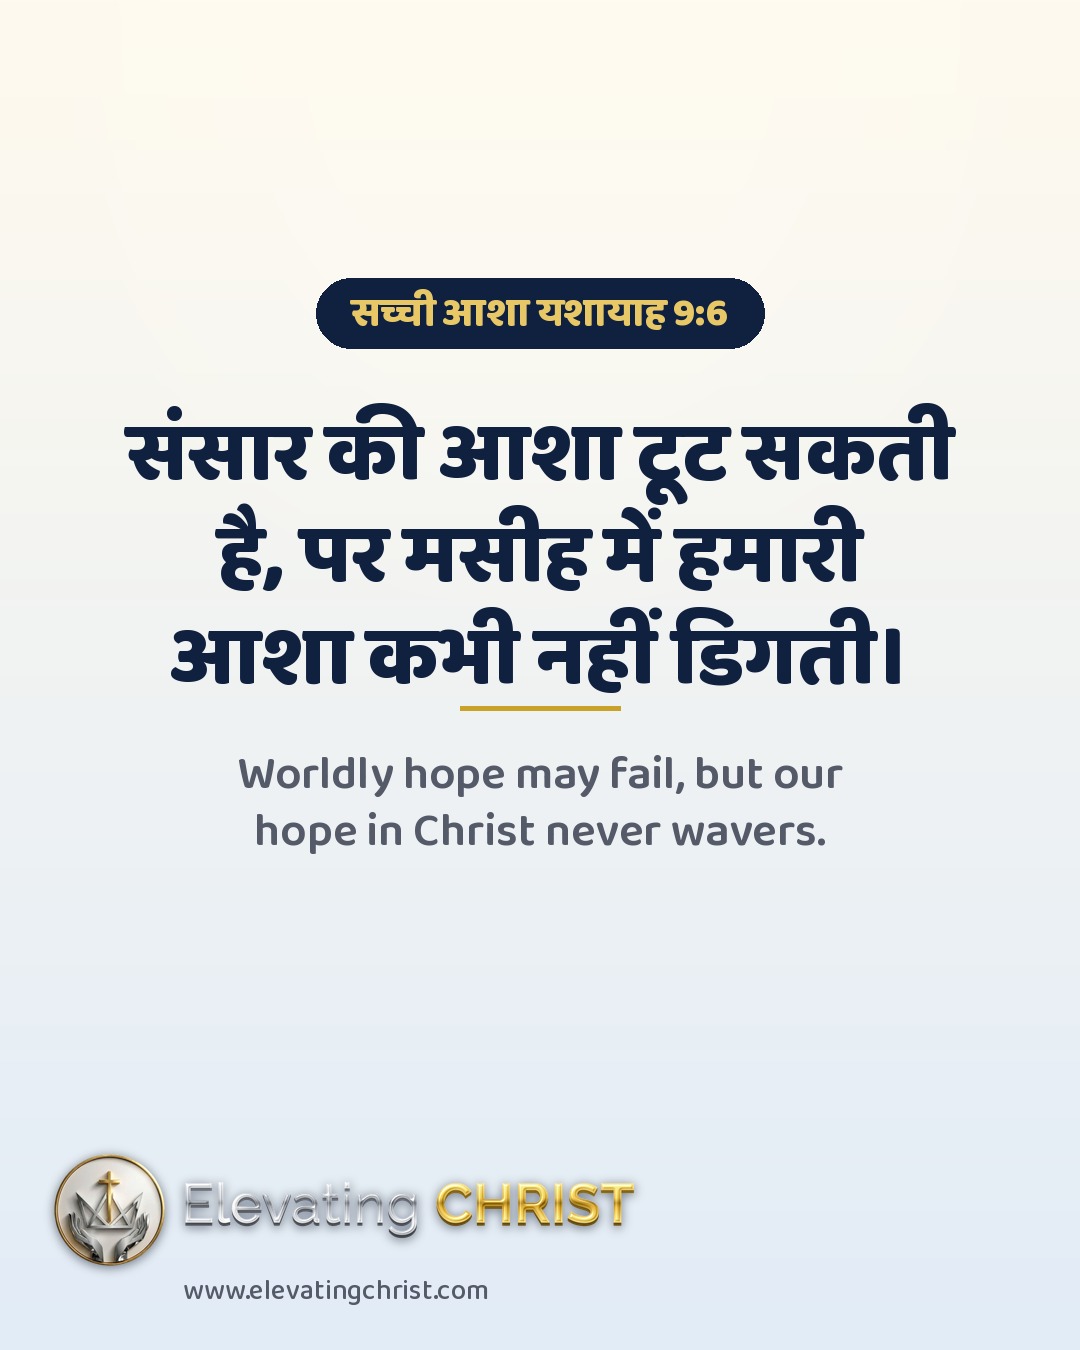 सच्ची आशा यशायाह 9:6
संसार की आशा टूट सकती
है, पर मसीह में हमारी
आशा कभी नहीं डिगती।
Worldly hope may fail, but our
hope in Christ never wavers.
Elevating CHRIST
www.elevatingchrist.com